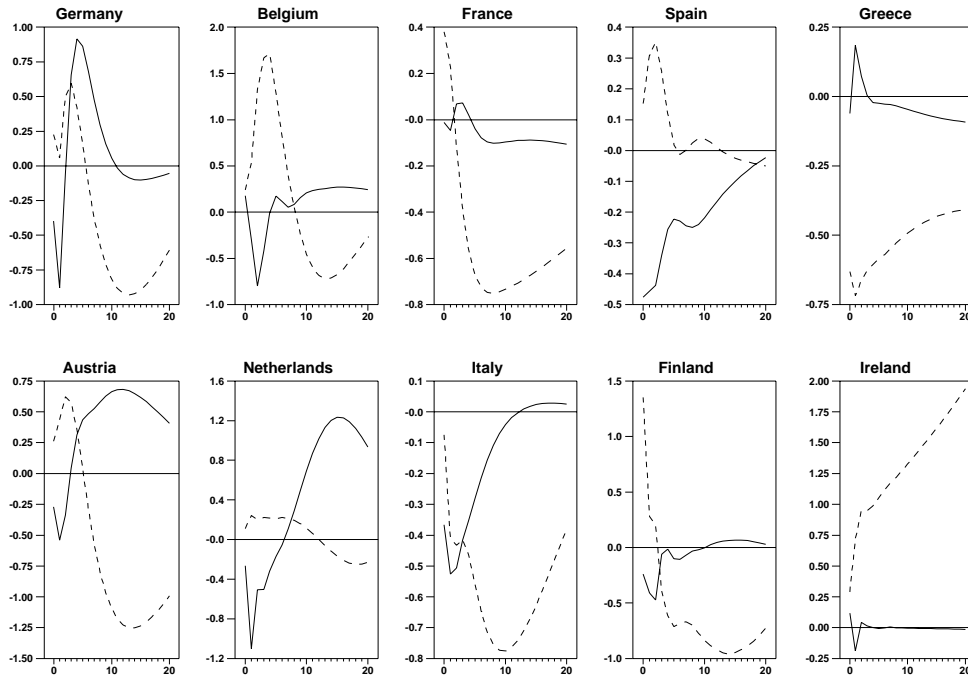 Germany Belgium France Spain Greece
1.00 2.0 0.4 0.4 0.25
0.75 1.5 0.2 0.3 0.00
0.50 1.0 -0.0 0.2 -0.25
0.25 0.5 -0.2 0.1 -0.50
0.00 0.0 -0.4 -0.0 -0.75
-0.25 -0.5 -0.6 -0.1
-0.50 -1.0 -0.8 -0.2
-0.75 -0.3
-1.00 -0.4
-0.5
0 10 20 0 10 20 0 10 20 0 10 20 0 10 20
Austria Netherlands Italy Finland Ireland
0.75 1.6 0.1 1.5 2.00
0.50 1.2 -0.0 1.0 1.75
0.25 0.8 -0.1 0.5 1.50
0.00 0.4 -0.2 0.0 1.25
-0.25 -0.0 -0.3 -0.5 1.00
-0.50 -0.4 -0.4 -1.0 0.75
-0.75 -0.8 -0.5 0.50
-1.00 -1.2 -0.6 0.25
-1.25 -0.7 0.00
-1.50 -0.8 -0.25
0 10 20 0 10 20 0 10 20 0 10 20 0 10 20